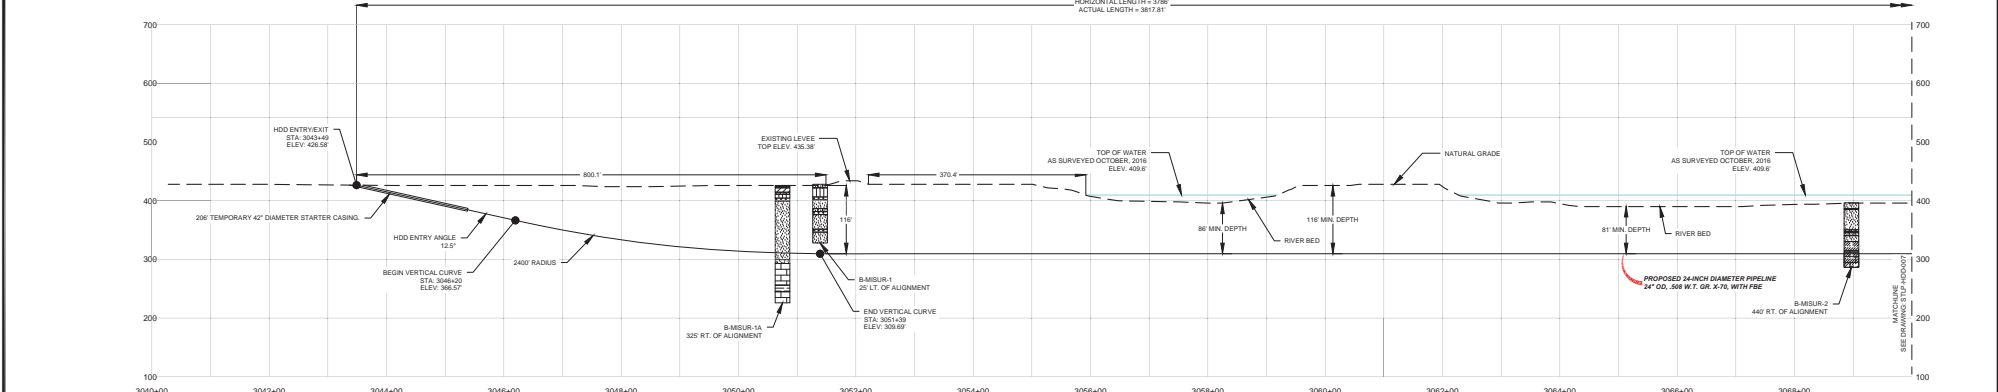 HORIZONTAL LENGTH = 3786'
ACTUAL LENGTH = 3817.81'
700
700
600
600
500
500
400
400
300
300
200
200
100
100
HDD ENTRY/EXIT
STA: 3043+49
ELEV: 426.58'
800.1'
EXISTING LEVEE
TOP ELEV. 435.38'
370.4'
TOP OF WATER
AS SURVEYED OCTOBER, 2016
ELEV. 409.6'
NATURAL GRADE
TOP OF WATER
AS SURVEYED OCTOBER, 2016
ELEV. 409.6'
206' TEMPORARY 42" DIAMETER STARTER CASING.
HDD ENTRY ANGLE
12.5°
BEGIN VERTICAL CURVE
STA: 3046+20
ELEV: 366.57'
2400' RADIUS
116'
86' MIN. DEPTH
RIVER BED
116' MIN. DEPTH
81' MIN. DEPTH
RIVER BED
B-MISUR-1
25' LT. OF ALIGNMENT
END VERTICAL CURVE
STA: 3051+39
ELEV: 309.69'
B-MISUR-1A
325' RT. OF ALIGNMENT
PROPOSED 24-INCH DIAMETER PIPELINE
24" OD, .508 W.T. GR. X-70, WITH FBE
B-MISUR-2
440' RT. OF ALIGNMENT
MATCHLINE
SEE DRAWING: STLP-HDD-007
3040+00
3042+00
3044+00
3046+00
3048+00
3050+00
3052+00
3054+00
3056+00
3058+00
3060+00
3062+00
3064+00
3066+00
3068+00